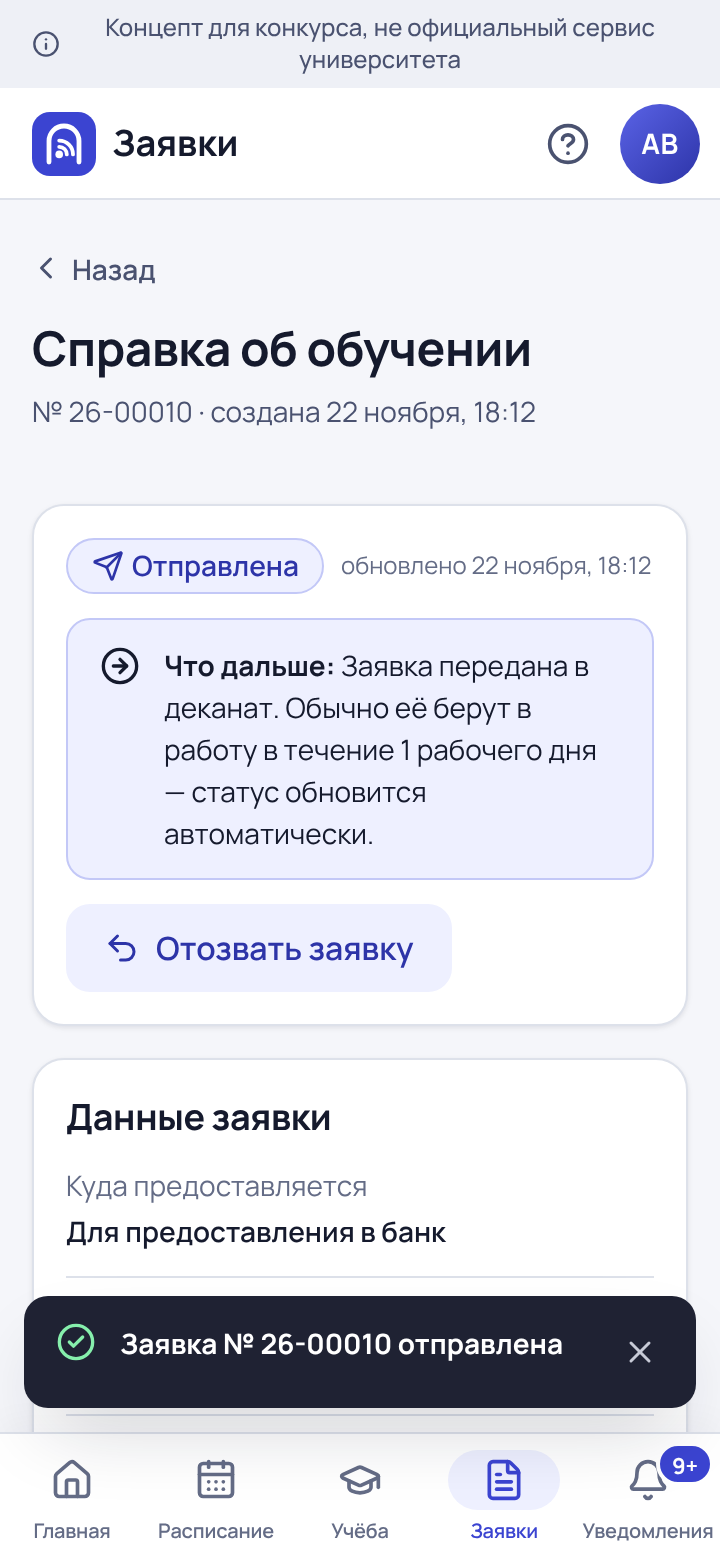 Концепт для конкурса, не официальный сервис
университета
Заявки
АВ
Назад
Справка об обучении
№ 26-00010 · создана 22 ноября, 18:12
Отправлена
обновлено 22 ноября, 18:12
Что дальше: Заявка передана в
деканат. Обычно её берут в
работу в течение 1 рабочего дня
— статус обновится
автоматически.
Отозвать заявку
Данные заявки
Куда предоставляется
Для предоставления в банк
Заявка № 26-00010 отправлена
9+
Главная
Расписание
Учёба
Заявки
Уведомления